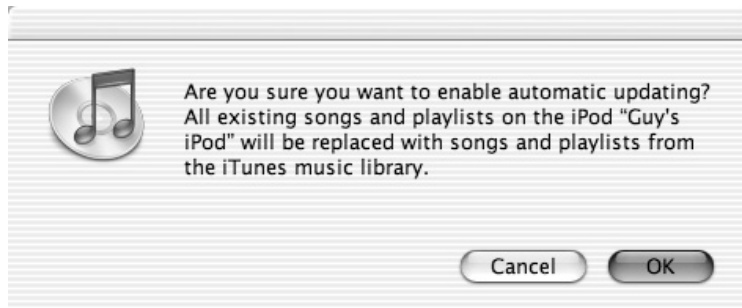 Are you sure you want to enable automatic updating?
All existing songs and playlists on the iPod “Guy's
iPod” will be replaced with songs and playlists from
the iTunes music library.
Cancel
OK